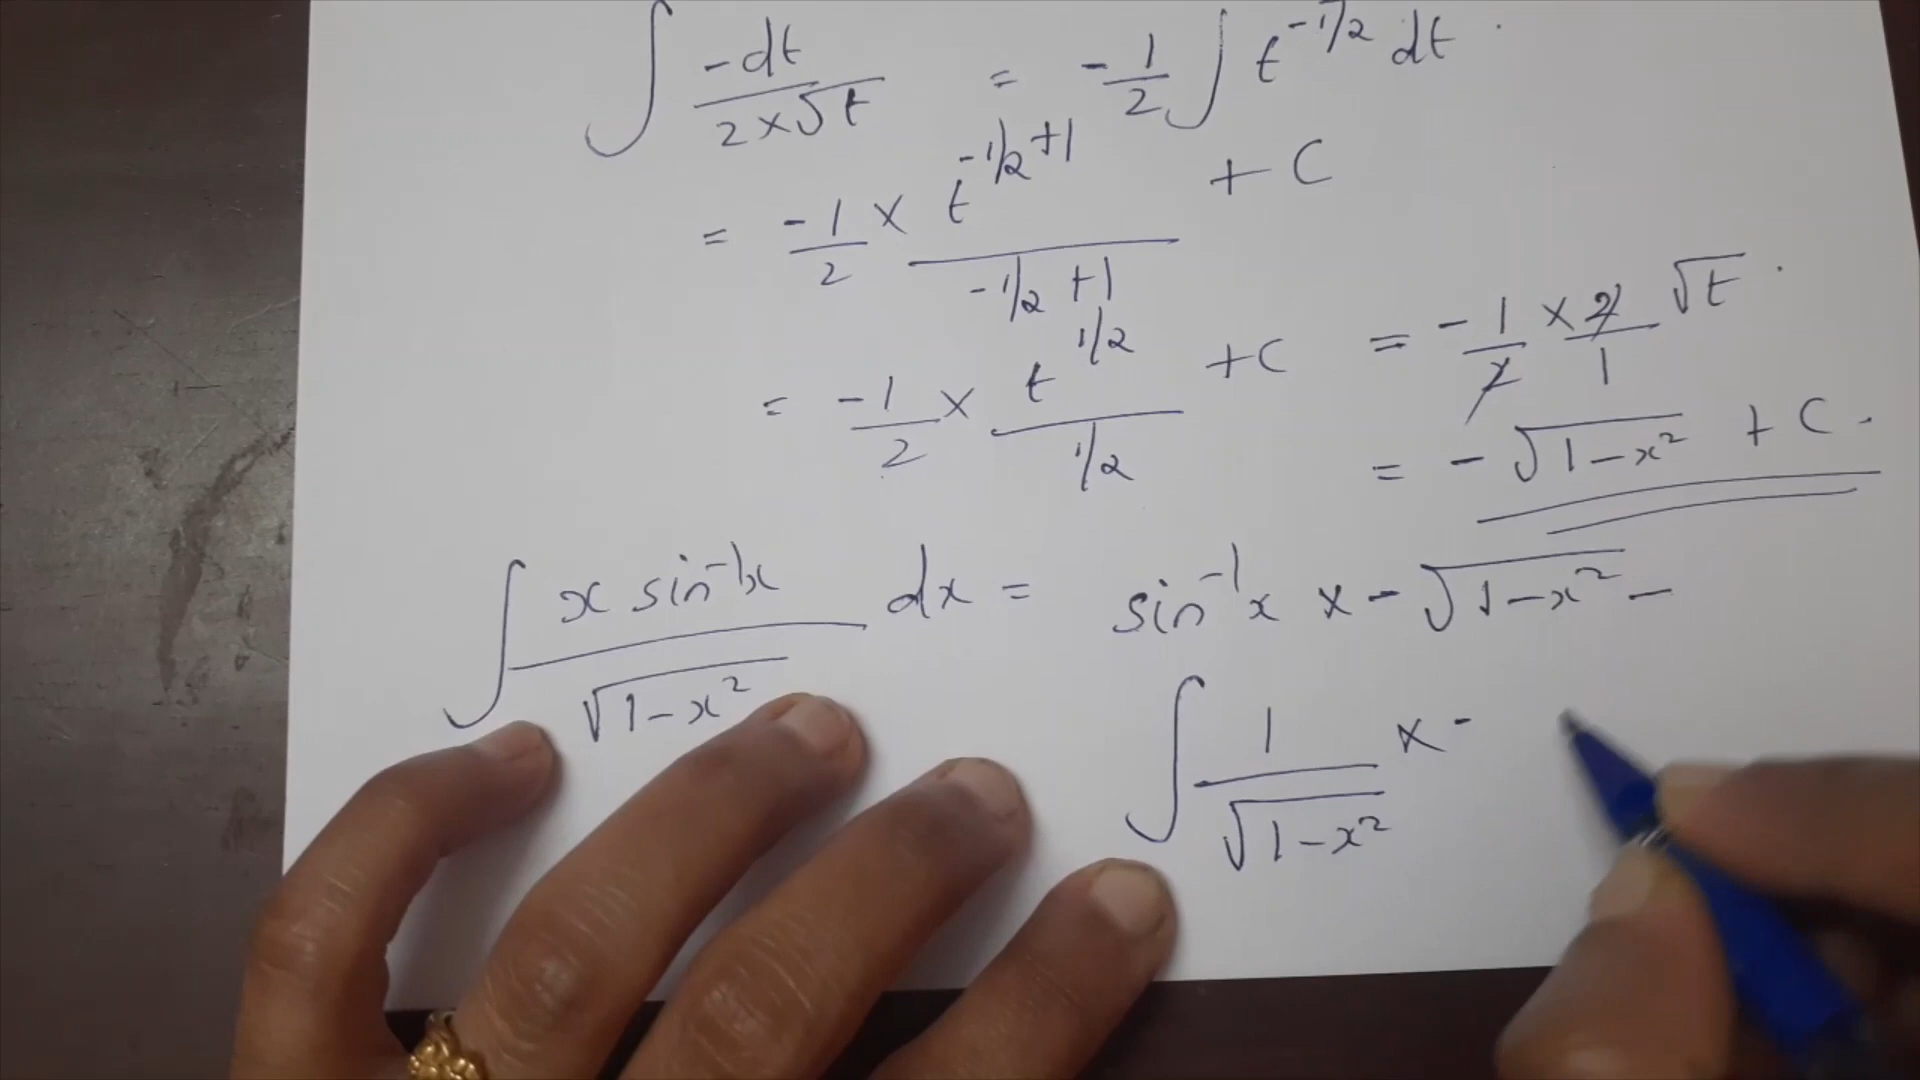 ∫ -dt / 2×√t = -1/2 ∫ t^-1/2 dt .
= -1/2 × t^-1/2 +1 / -1/2 +1 + C
= -1/2 × t^1/2 / 1/2 + C = -1/2 × 2/1 √t .
= - √1-x² + C .
∫ x sin⁻¹x / √1-x² dx = sin⁻¹x × - √1-x² -
∫ 1/√1-x² × -